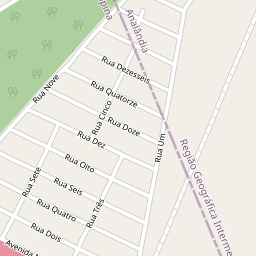 Analândia
Rua Dezesseis
Rua Nove
Rua Quatorze
Rua Cinco
Rua Doze
Rua Dez
Rua Um
Rua Oito
Rua Sete
Rua Seis
Rua Três
Rua Quatro
Rua Dois
Avenida
Região Geográfica Interme